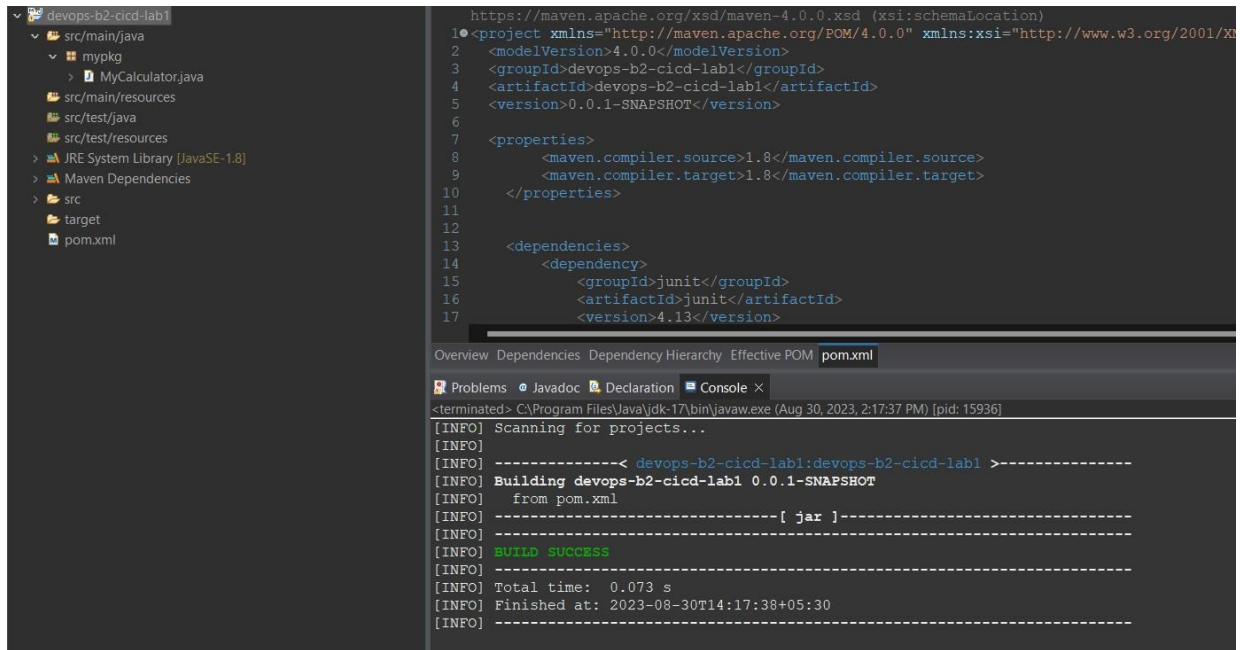 devops-b2-cicd-lab1
src/main/java
mypkg
MyCalculator.java
src/main/resources
src/test/java
src/test/resources
JRE System Library [JavaSE-1.8]
Maven Dependencies
src
target
pom.xml
https://maven.apache.org/xsd/maven-4.0.0.xsd (xsi:schemaLocation)
1 <project xmlns="http://maven.apache.org/POM/4.0.0" xmlns:xsi="http://www.w3.org/2001/XM
2 <modelVersion>4.0.0</modelVersion>
3 <groupId>devops-b2-cicd-lab1</groupId>
4 <artifactId>devops-b2-cicd-lab1</artifactId>
5 <version>0.0.1-SNAPSHOT</version>
6
7 <properties>
8 <maven.compiler.source>1.8</maven.compiler.source>
9 <maven.compiler.target>1.8</maven.compiler.target>
10 </properties>
11
12
13 <dependencies>
14 <dependency>
15 <groupId>junit</groupId>
16 <artifactId>junit</artifactId>
17 <version>4.13</version>
Overview Dependencies Dependency Hierarchy Effective POM pom.xml
Problems Javadoc Declaration Console
<terminated> C:\Program Files\Java\jdk-17\bin\javaw.exe (Aug 30, 2023, 2:17:37 PM) [pid: 15936]
[INFO] Scanning for projects...
[INFO]
[INFO] --------------< devops-b2-cicd-lab1:devops-b2-cicd-lab1 >---------------
[INFO] Building devops-b2-cicd-lab1 0.0.1-SNAPSHOT
[INFO]   from pom.xml
[INFO] --------------------------------[ jar ]---------------------------------
[INFO] ------------------------------------------------------------------------
[INFO] BUILD SUCCESS
[INFO] ------------------------------------------------------------------------
[INFO] Total time:  0.073 s
[INFO] Finished at: 2023-08-30T14:17:38+05:30
[INFO] ------------------------------------------------------------------------